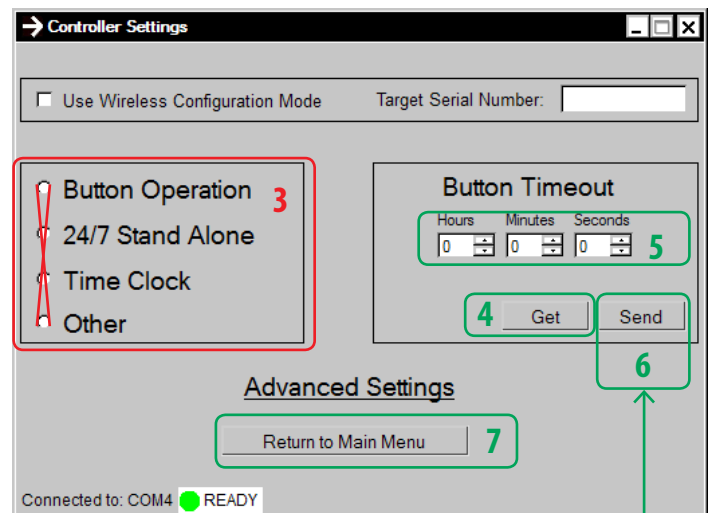 Controller Settings
Use Wireless Configuration Mode
Target Serial Number:
Button Operation
3
24/7 Stand Alone
Time Clock
Other
Button Timeout
Hours Minutes Seconds
0 0 0 5
4 Get Send
6
Advanced Settings
Return to Main Menu 7
Connected to: COM4 READY